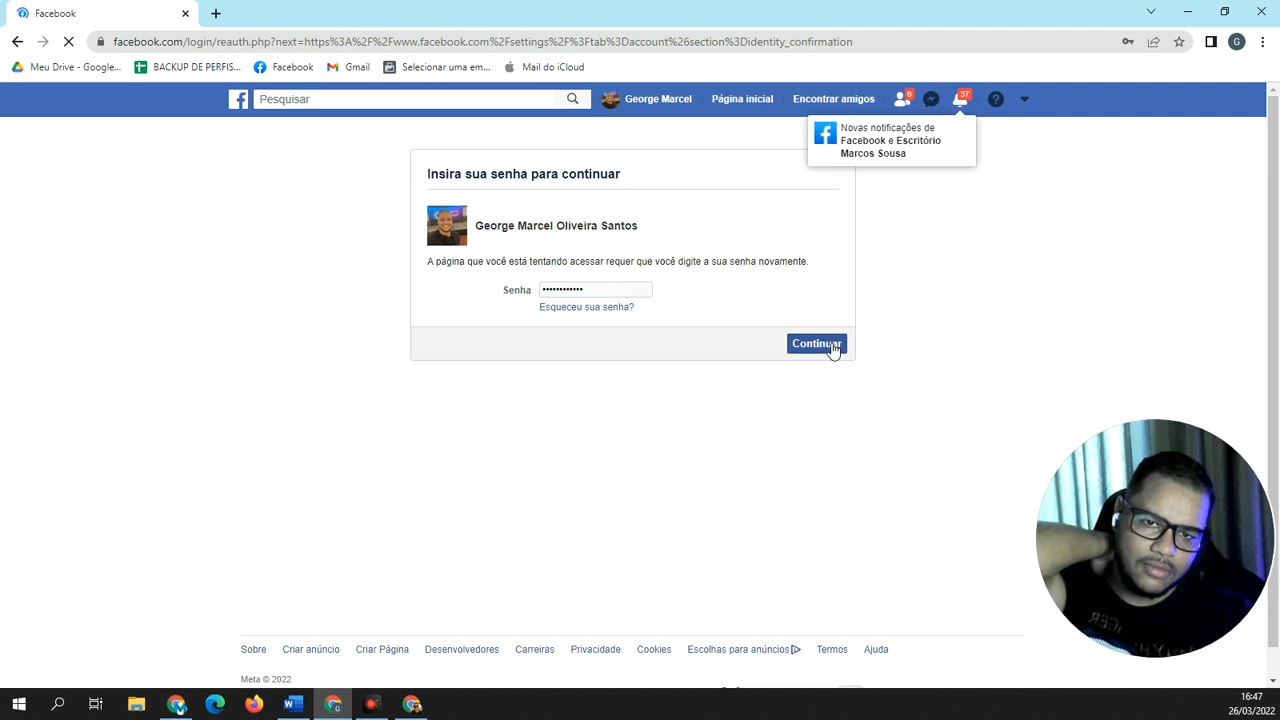 Facebook
facebook.com/login/reauth.php?next=https%3A%2F%2Fwww.facebook.com%2Fsettings%2F%3Ftab%3Daccount%26section%3Didentity_confirmation
G
Meu Drive - Google... BACKUP DE PERFIS... Facebook Gmail Selecionar uma em... Mail do iCloud
Pesquisar George Marcel Página inicial Encontrar amigos 6 37
Novas notificações de
Facebook e Escritório
Marcos Sousa
Insira sua senha para continuar
George Marcel Oliveira Santos
A página que você está tentando acessar requer que você digite a sua senha novamente.
Senha ••••••••••••
Esqueceu sua senha?
Continuar
Sobre Criar anúncio Criar Página Desenvolvedores Carreiras Privacidade Cookies Escolhas para anúncios Termos Ajuda
Meta © 2022
16:47
26/03/2022